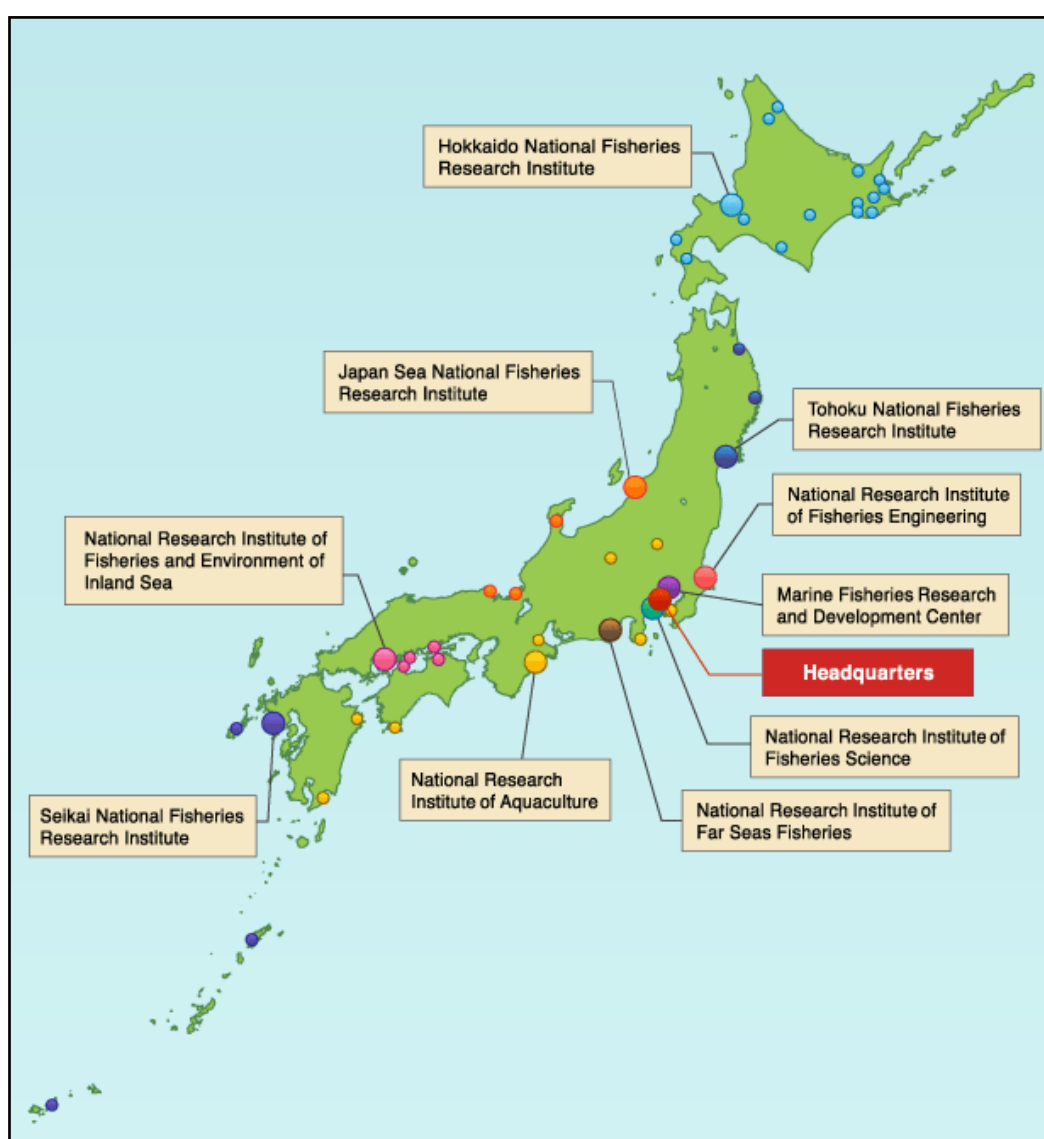 Hokkaido National Fisheries
Research Institute
Japan Sea National Fisheries
Research Institute
Tohoku National Fisheries
Research Institute
National Research Institute
of Fisheries Engineering
National Research Institute of
Fisheries and Environment of
Inland Sea
Marine Fisheries Research
and Development Center
Headquarters
National Research Institute of
Fisheries Science
National Research
Institute of Aquaculture
National Research Institute of
Far Seas Fisheries
Seikai National Fisheries
Research Institute